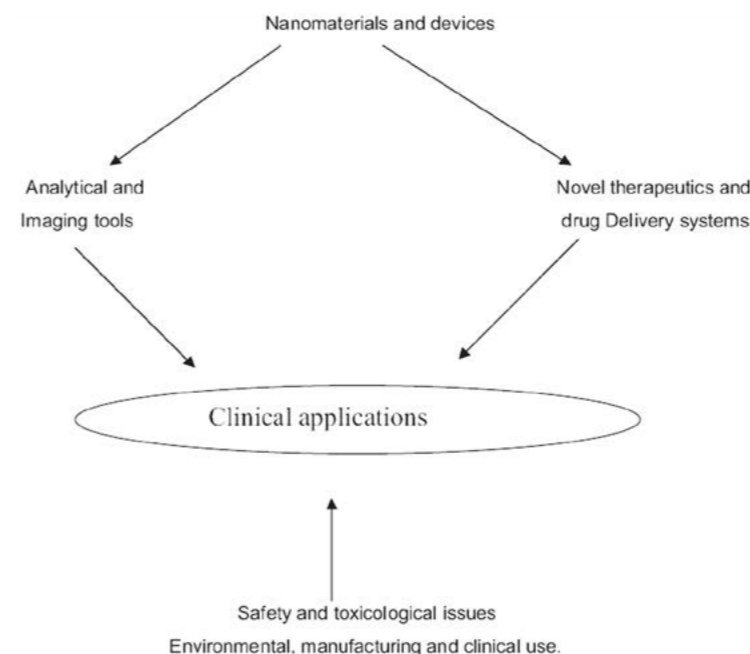 Nanomaterials and devices
Analytical and
Imaging tools
Novel therapeutics and
drug Delivery systems
Clinical applications
Safety and toxicological issues
Environmental, manufacturing and clinical use.